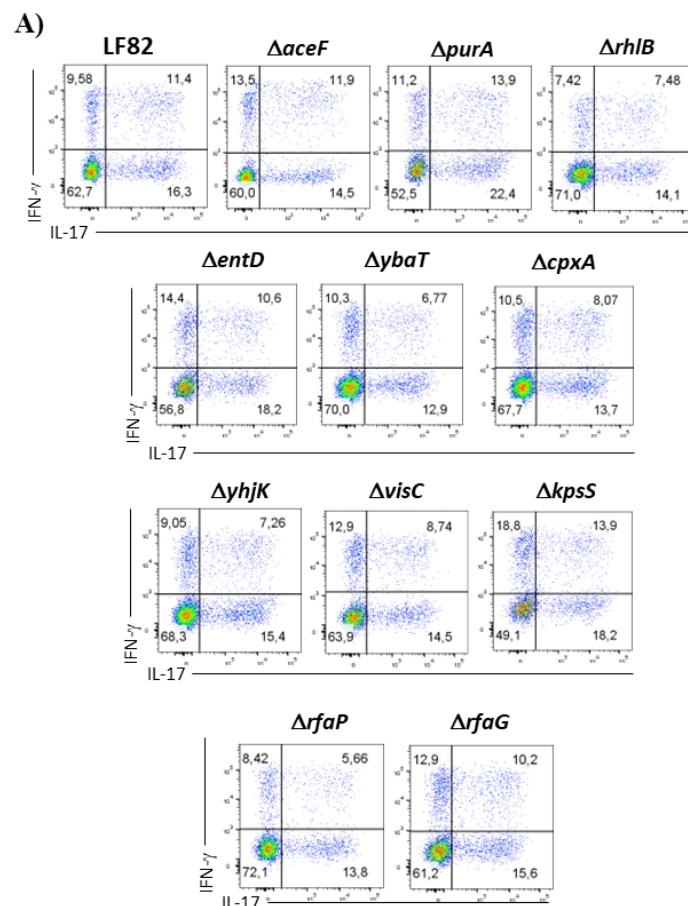 A)
LF82 ΔaceF ΔpurA ΔrhlB
9,58 11,4 13,5 11,9 11,2 13,9 7,42 7,48
62,7 16,3 60,0 14,5 52,5 22,4 71,0 14,1
IFN-γ
IL-17
ΔentD ΔybaT ΔcpxA
14,4 10,6 10,3 6,77 10,5 8,07
56,8 18,2 70,0 12,9 67,7 13,7
IFN-γ
IL-17
ΔyhjK ΔvisC ΔkpsS
9,05 7,26 12,9 8,74 18,8 13,9
68,3 15,4 63,9 14,5 49,1 18,2
IFN-γ
IL-17
ΔrfaP ΔrfaG
8,42 5,66 12,9 10,2
72,1 13,8 61,2 15,6
IFN-γ
IL-17